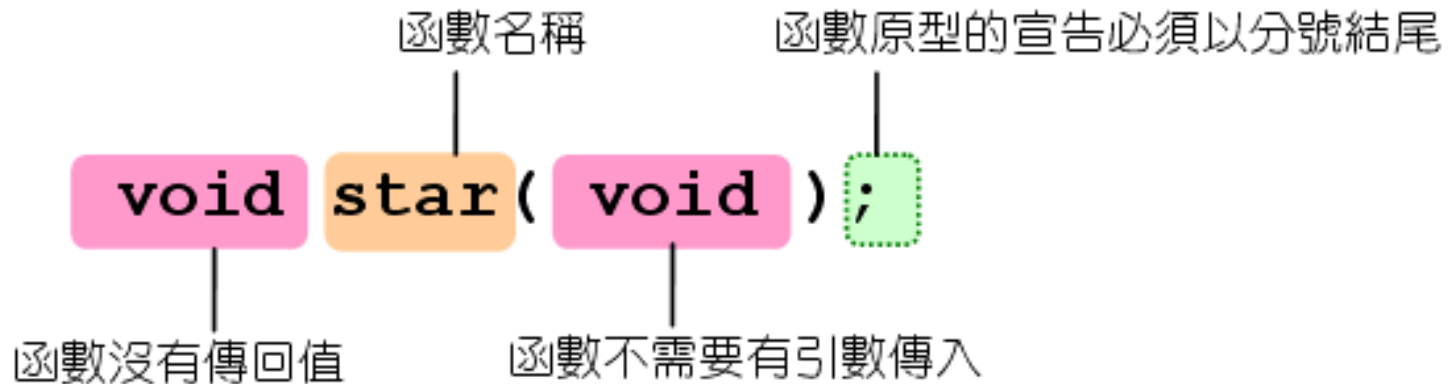 函數名稱
函數原型的宣告必須以分號結尾
void star( void );
函數沒有傳回值
函數不需要有引數傳入